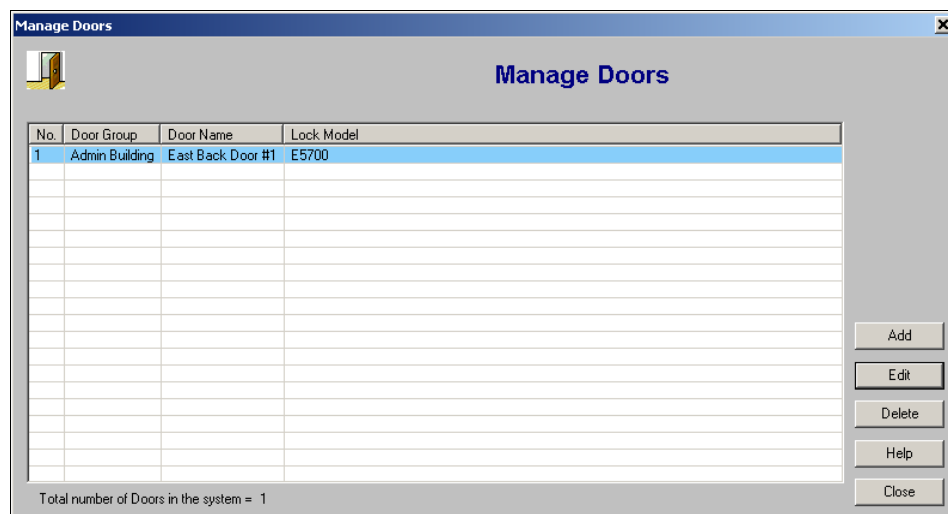 Manage Doors
Manage Doors
No. Door Group Door Name Lock Model
1 Admin Building East Back Door #1 E5700
Add
Edit
Delete
Help
Close
Total number of Doors in the system = 1